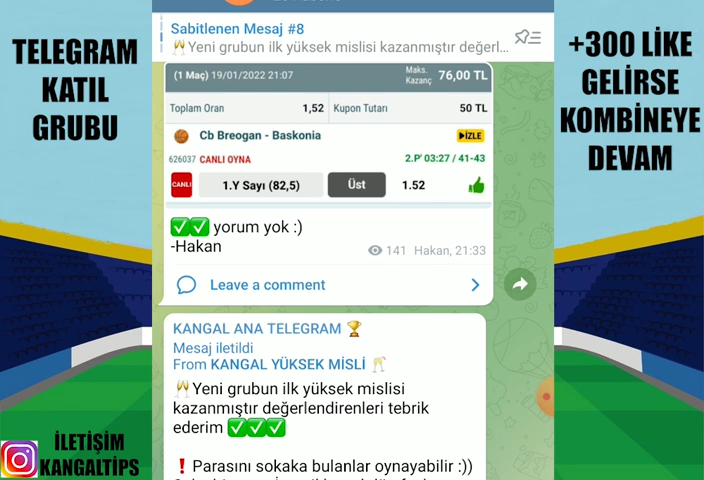 TELEGRAM
KATIL
GRUBU
+300 LİKE
GELİRSE
KOMBİNEYE
DEVAM
Sabitlenen Mesaj #8
🥂Yeni grubun ilk yüksek mislisi kazanmıştır değerl...
(1 Maç) 19/01/2022 21:07 Maks. Kazanç 76,00 TL
Toplam Oran 1,52 Kupon Tutarı 50 TL
Cb Breogan - Baskonia İZLE
626037 CANLI OYNA 2.P' 03:27 / 41-43
CANLI 1.Y Sayı (82,5) Üst 1.52
✅✅ yorum yok :)
-Hakan
141 Hakan, 21:33
Leave a comment
KANGAL ANA TELEGRAM 🏆
Mesaj iletildi
From KANGAL YÜKSEK MİSLİ 🥂
🥂Yeni grubun ilk yüksek mislisi
kazanmıştır değerlendirenleri tebrik
ederim ✅✅✅
❗Parasını sokaka bulanlar oynayabilir :))
İLETİŞİM
KANGALTİPS